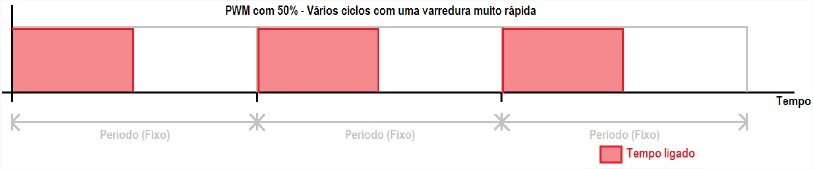 PWM com 50% - Vários ciclos com uma varredura muito rápida
Tempo
Periodo (Fixo)
Periodo (Fixo)
Periodo (Fixo)
Tempo ligado